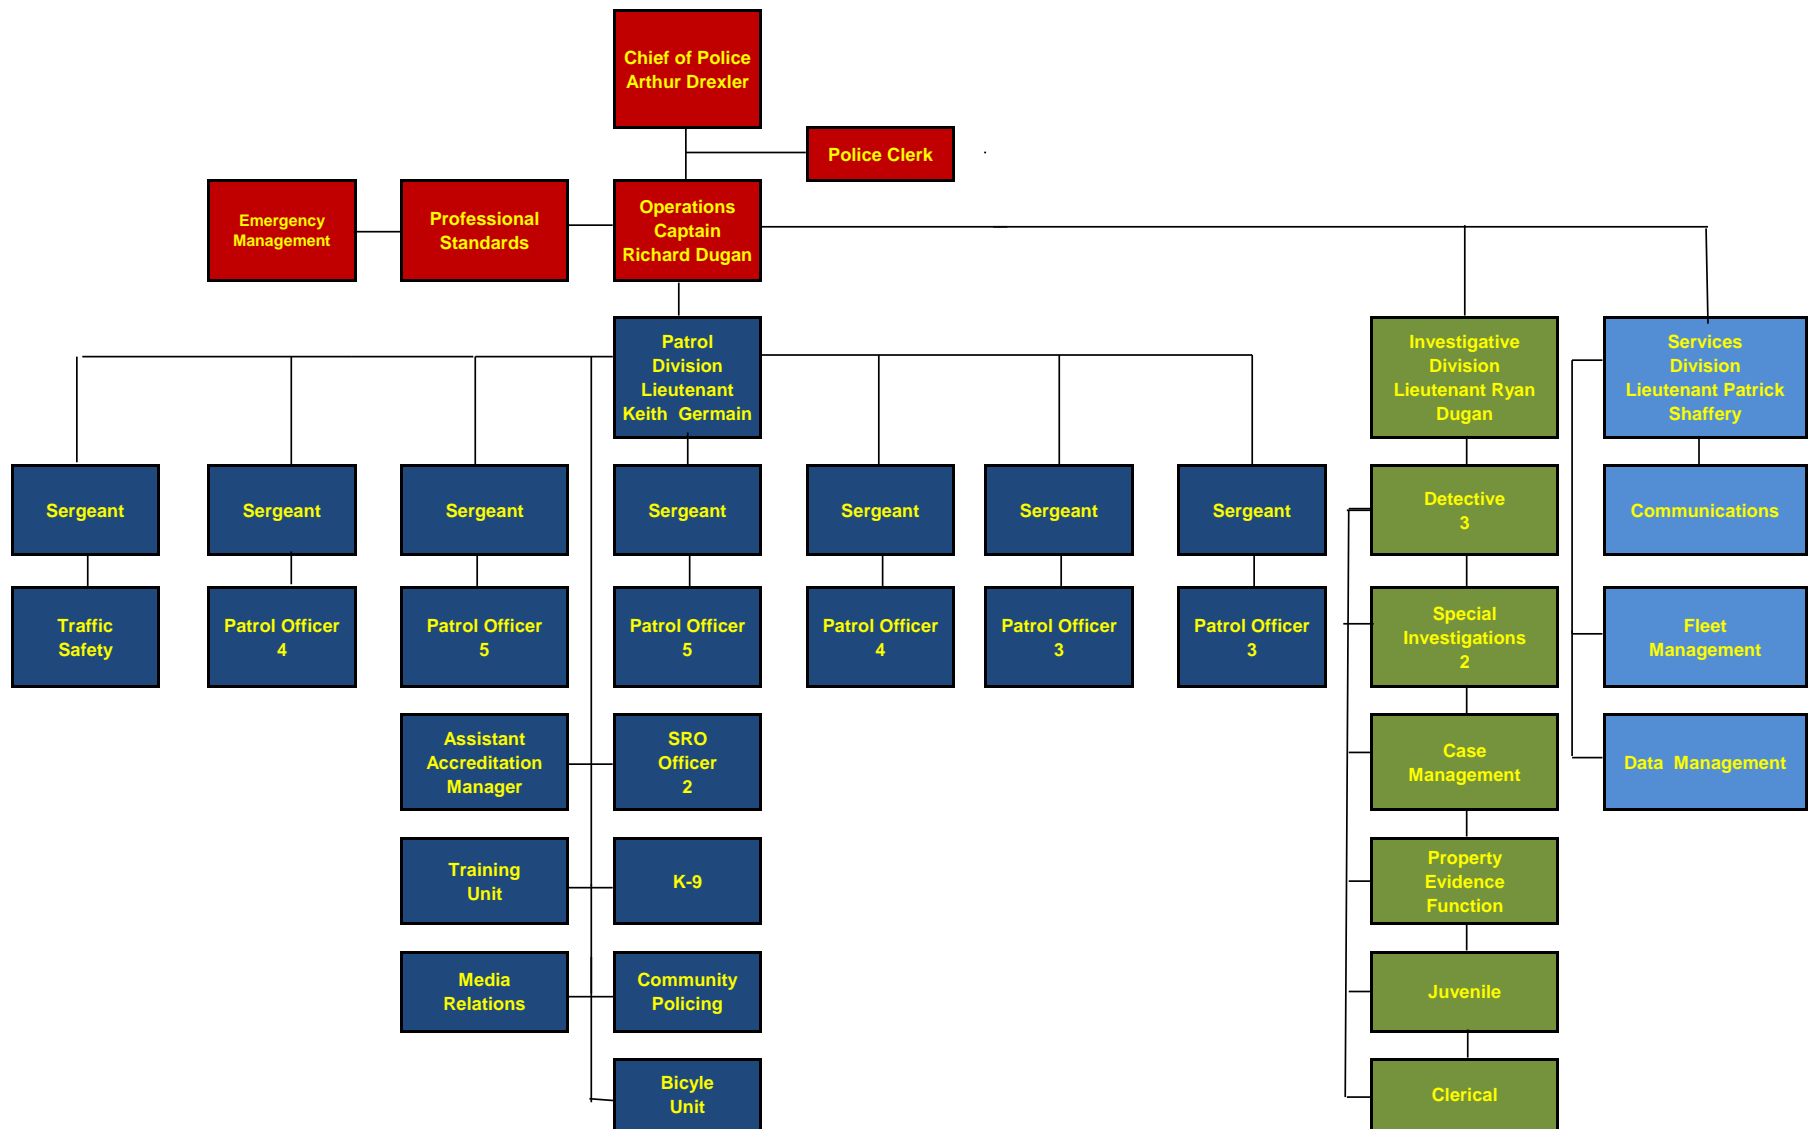 Chief of Police
Arthur Drexler
Police Clerk
Emergency
Management
Professional
Standards
Operations
Captain
Richard Dugan
Patrol
Division
Lieutenant
Keith Germain
Investigative
Division
Lieutenant Ryan
Dugan
Services
Division
Lieutenant Patrick
Shaffery
Sergeant
Sergeant
Sergeant
Sergeant
Sergeant
Sergeant
Sergeant
Detective
3
Communications
Traffic
Safety
Patrol Officer
4
Patrol Officer
5
Patrol Officer
5
Patrol Officer
4
Patrol Officer
3
Patrol Officer
3
Special
Investigations
2
Fleet
Management
Assistant
Accreditation
Manager
SRO
Officer
2
Case
Management
Data Management
Training
Unit
K-9
Property
Evidence
Function
Media
Relations
Community
Policing
Juvenile
Bicyle
Unit
Clerical